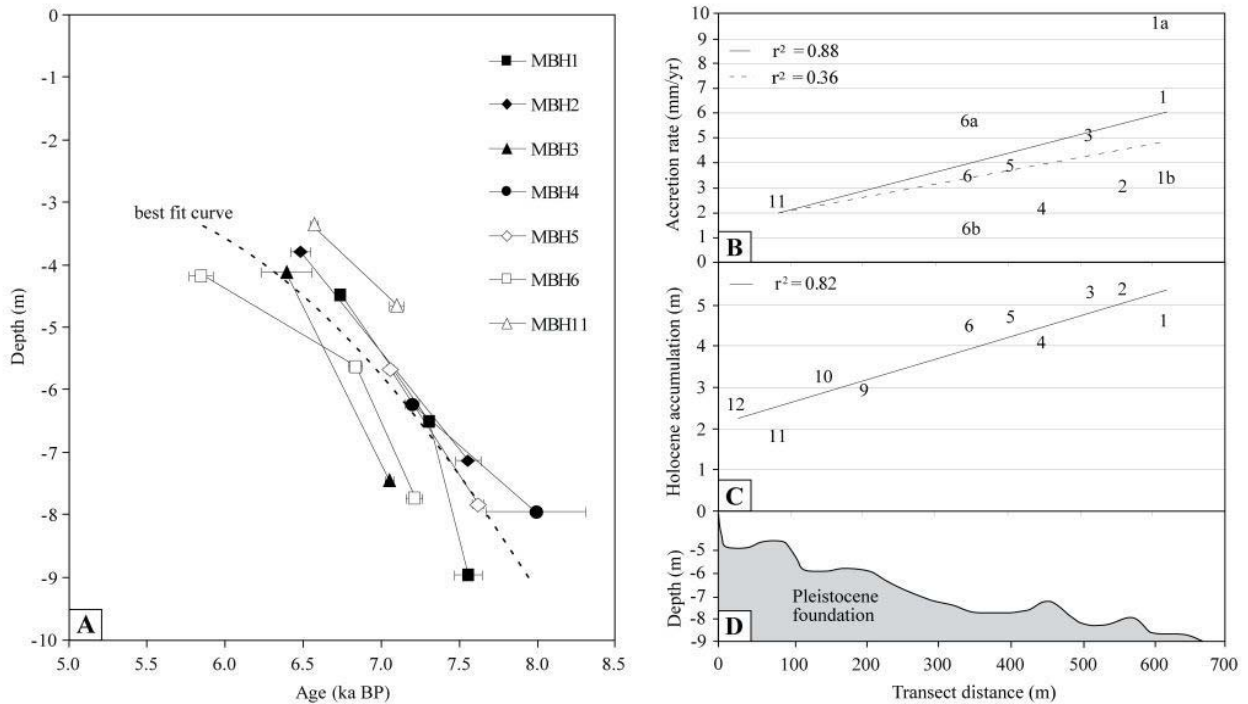 0
-1
-2
-3
-4
-5
-6
-7
-8
-9
-10
Depth (m)
MBH1
MBH2
MBH3
MBH4
MBH5
MBH6
MBH11
best fit curve
A
5.0 5.5 6.0 6.5 7.0 7.5 8.0 8.5
Age (ka BP)
10
9
8
7
6
5
4
3
2
1
0
Accretion rate (mm/yr)
r² = 0.88
r² = 0.36
1a
1
6a
3
5
6
1b
2
11
4
6b
B
5
4
3
2
1
0
Holocene accumulation (m)
r² = 0.82
2
3
5
6
1
4
10
9
12
11
C
-5
-6
-7
-8
-9
Depth (m)
Pleistocene
foundation
D
0 100 200 300 400 500 600 700
Transect distance (m)